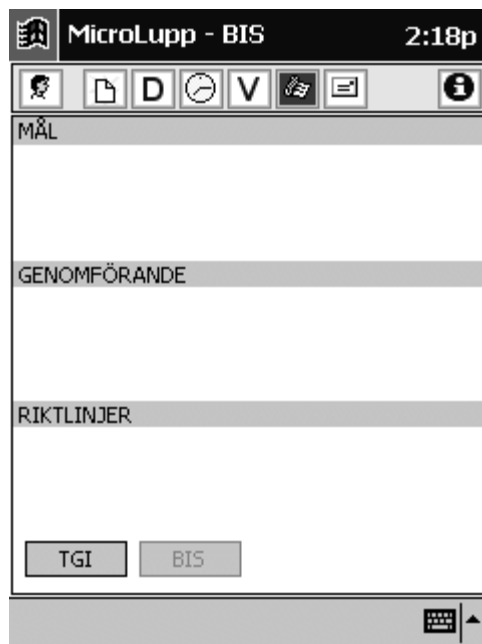 MicroLupp - BIS 2:18p
D V
MÅL
GENOMFÖRANDE
RIKTLINJER
TGI BIS